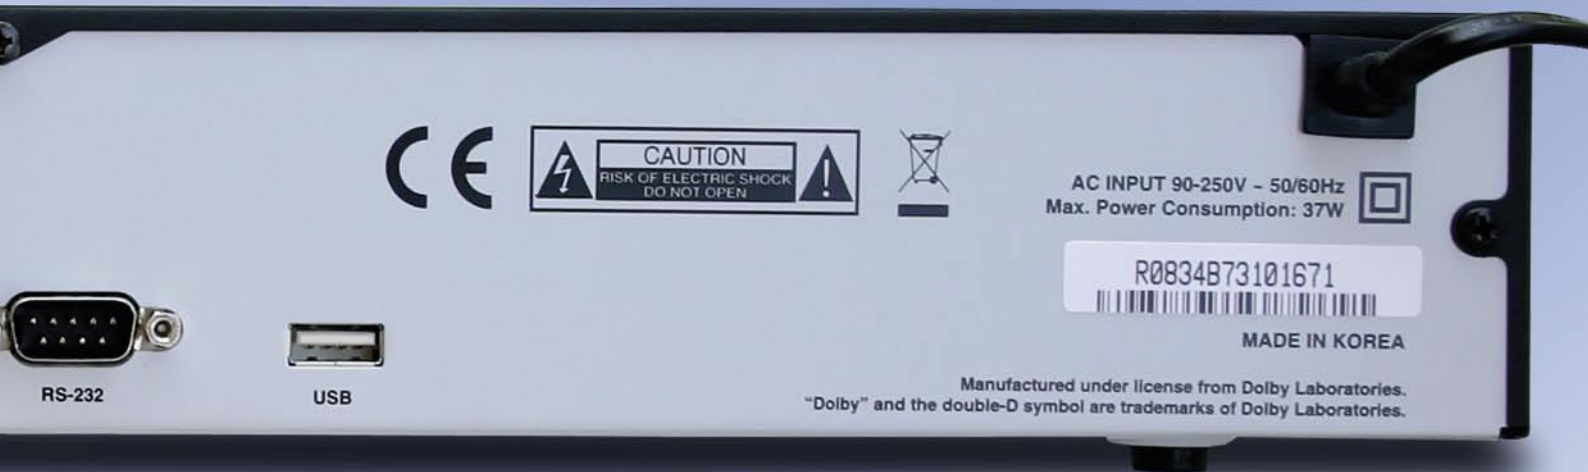 CE
CAUTION
RISK OF ELECTRIC SHOCK
DO NOT OPEN
AC INPUT 90-250V ~ 50/60Hz
Max. Power Consumption: 37W
R0834B73101671
MADE IN KOREA
RS-232
USB
Manufactured under license from Dolby Laboratories.
“Dolby” and the double-D symbol are trademarks of Dolby Laboratories.